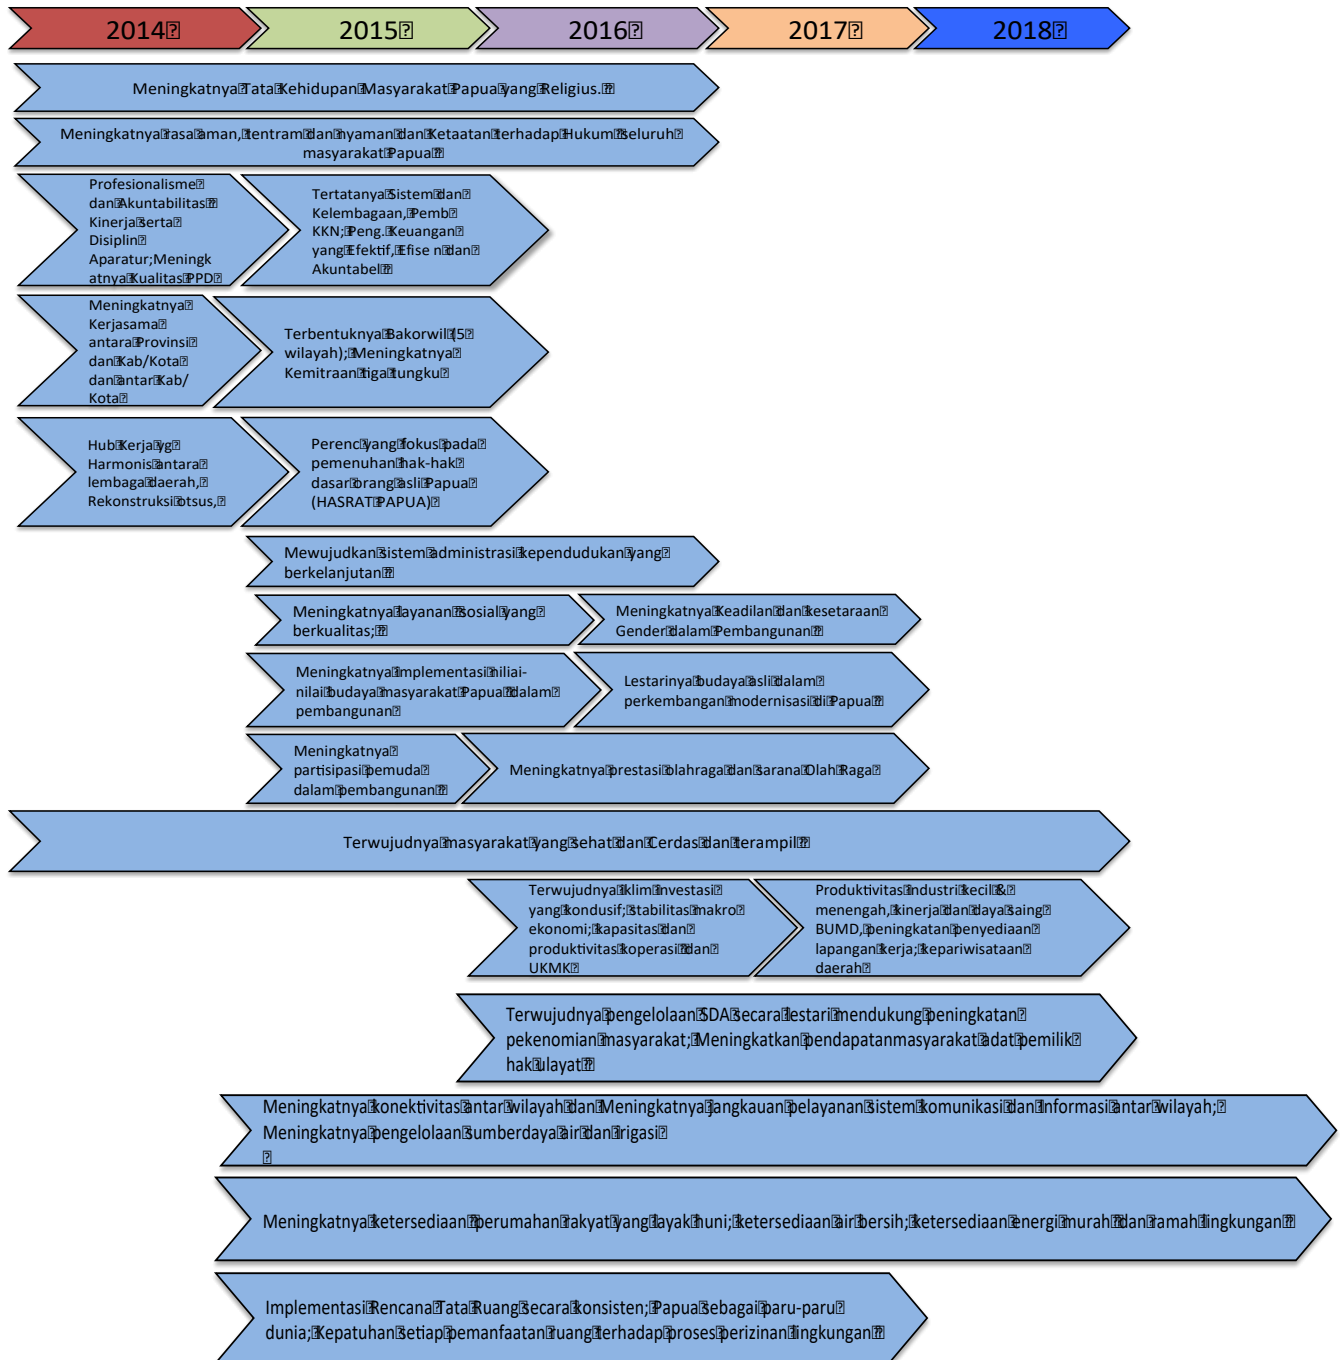 2014
2015
2016
2017
2018
Meningkatnya Tata Kehidupan Masyarakat Papua yang Religius.
Meningkatnya rasa aman, tentram dan nyaman dan Ketaatan terhadap Hukum seluruh
masyarakat Papua
Profesionalisme
dan Akuntabilitas
Kinerja serta
Disiplin
Aparatur;Meningk
atnya Kualitas PPD
Tertatanya Sistem dan
Kelembagaan, Pemb
KKN; Peng. Keuangan
yang Efektif, Efise n dan
Akuntabel
Meningkatnya
Kerjasama
antara Provinsi
dan Kab/Kota
dan antar Kab/
Kota
Terbentuknya Bakorwil (5
wilayah); Meningkatnya
Kemitraan tiga tungku
Hub Kerja yg
Harmonis antara
lembaga daerah,
Rekonstruksi otsus,
Perenc yang fokus pada
pemenuhan hak-hak
dasar orang asli Papua
(HASRAT PAPUA)
Mewujudkan sistem administrasi kependudukan yang
berkelanjutan
Meningkatnya layanan sosial yang
berkualitas;
Meningkatnya Keadilan dan kesetaraan
Gender dalam Pembangunan
Meningkatnya Implementasi niliai-
nilai budaya masyarakat Papua dalam
pembangunan
Lestarinya budaya asli dalam
perkembangan modernisasi di Papua
Meningkatnya
partisipasi pemuda
dalam pembangunan
Meningkatnya prestasi olahraga dan sarana Olah Raga
Terwujudnya masyarakat yang sehat dan Cerdas dan terampil
Terwujudnya iklim investasi
yang kondusif; stabilitas makro
ekonomi; kapasitas dan
produktivitas koperasi dan
UKMK
Produktivitas industri kecil &
menengah, kinerja dan daya saing
BUMD, peningkatan penyediaan
lapangan kerja; kepariwisataan
daerah
Terwujudnya pengelolaan SDA secara lestari mendukung peningkatan
pekenomian masyarakat; Meningkatkan pendapatanmasyarakat adat pemilik
hak ulayat
Meningkatnya konektivitas antar wilayah dan Meningkatnya jangkauan pelayanan sistem komunikasi dan Informasi antar wilayah;
Meningkatnya pengelolaan sumberdaya air dan Irigasi
Meningkatnya ketersediaan perumahan rakyat yang layak huni; ketersediaan air bersih; ketersediaan energi murah dan ramah lingkungan
Implementasi Rencana Tata Ruang secara konsisten; Papua sebagai paru-paru
dunia; Kepatuhan setiap pemanfaatan ruang terhadap proses perizinan lingkungan